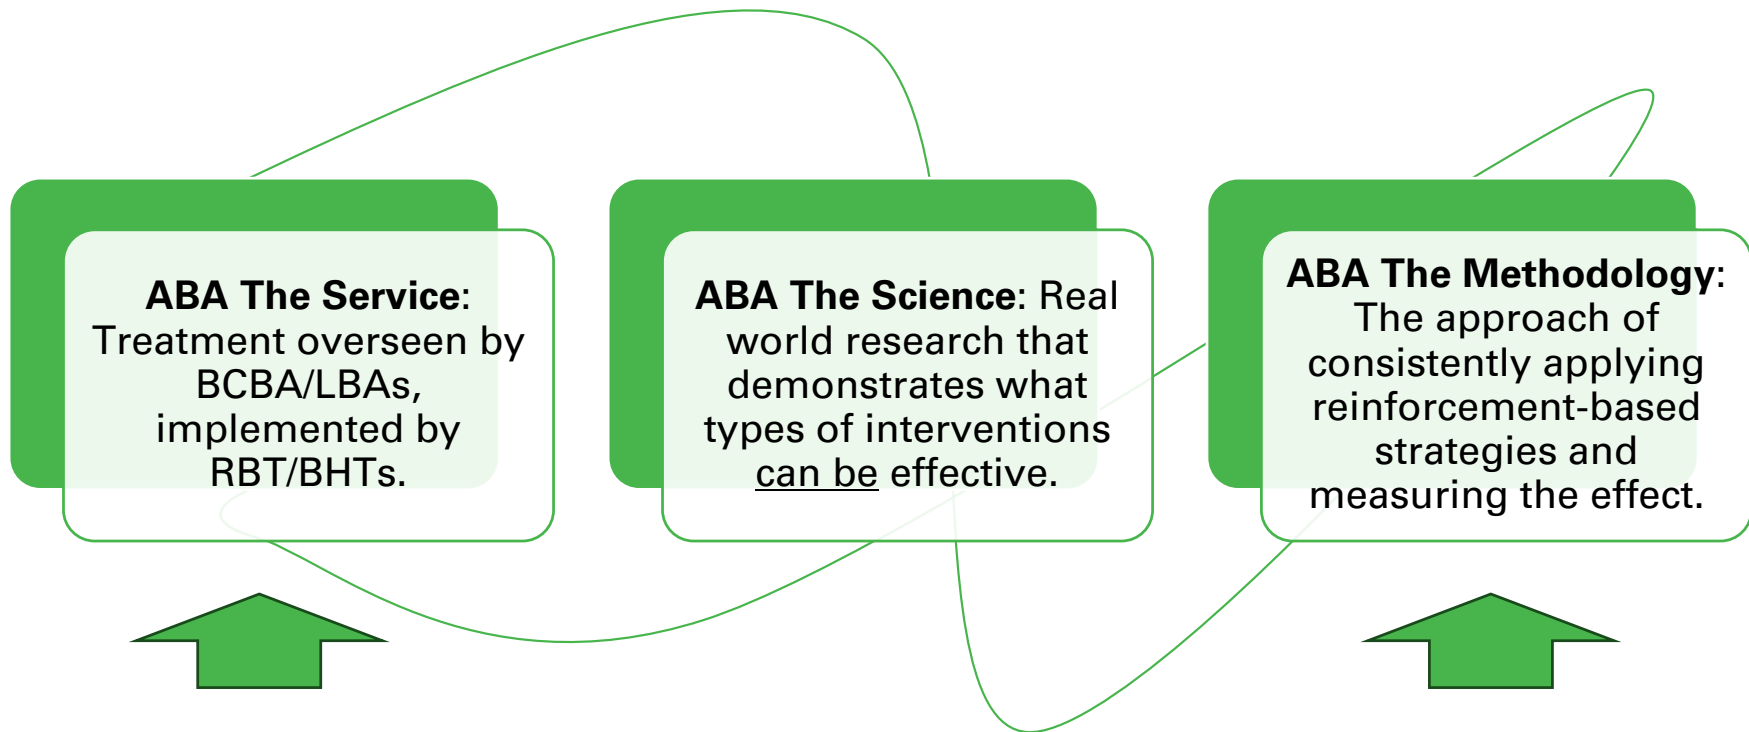 ABA The Service:
Treatment overseen by
BCBA/LBAs,
implemented by
RBT/BHTs.
ABA The Science: Real
world research that
demonstrates what
types of interventions
can be effective.
ABA The Methodology:
The approach of
consistently applying
reinforcement-based
strategies and
measuring the effect.